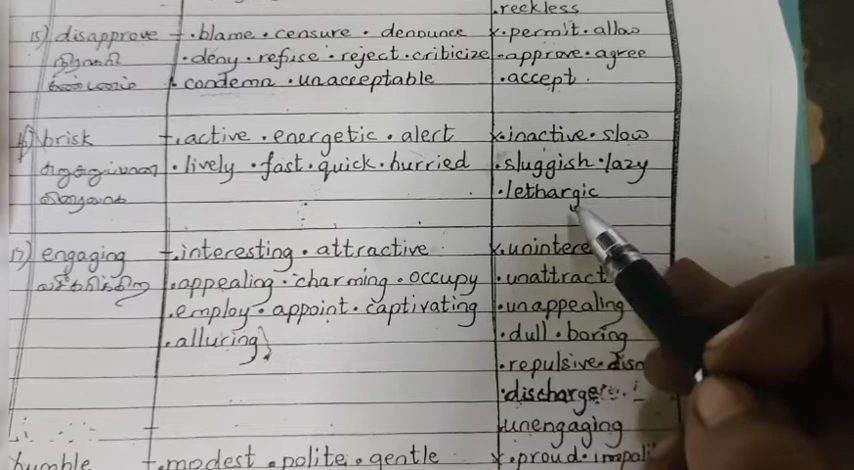 .reckless
15) disapprove +.blame.censure.denounce x.permit.allow
.deny.refuse.reject.criticize .approve.agree
.condemn.unacceptable .accept.
brisk +.active.energetic.alert x.inactive.slow
சுறுசுறுப்பான .lively.fast.quick.hurried .sluggish.lazy
.lethargic
17) engaging +.interesting.attractive x.unintere
.appealing.charming.occupy .unattract
.employ.appoint.captivating .unappealing
.alluring .dull.boring
.repulsive
.discharge
unengaging
humble +.modest.polite.gentle x.proud.impoli